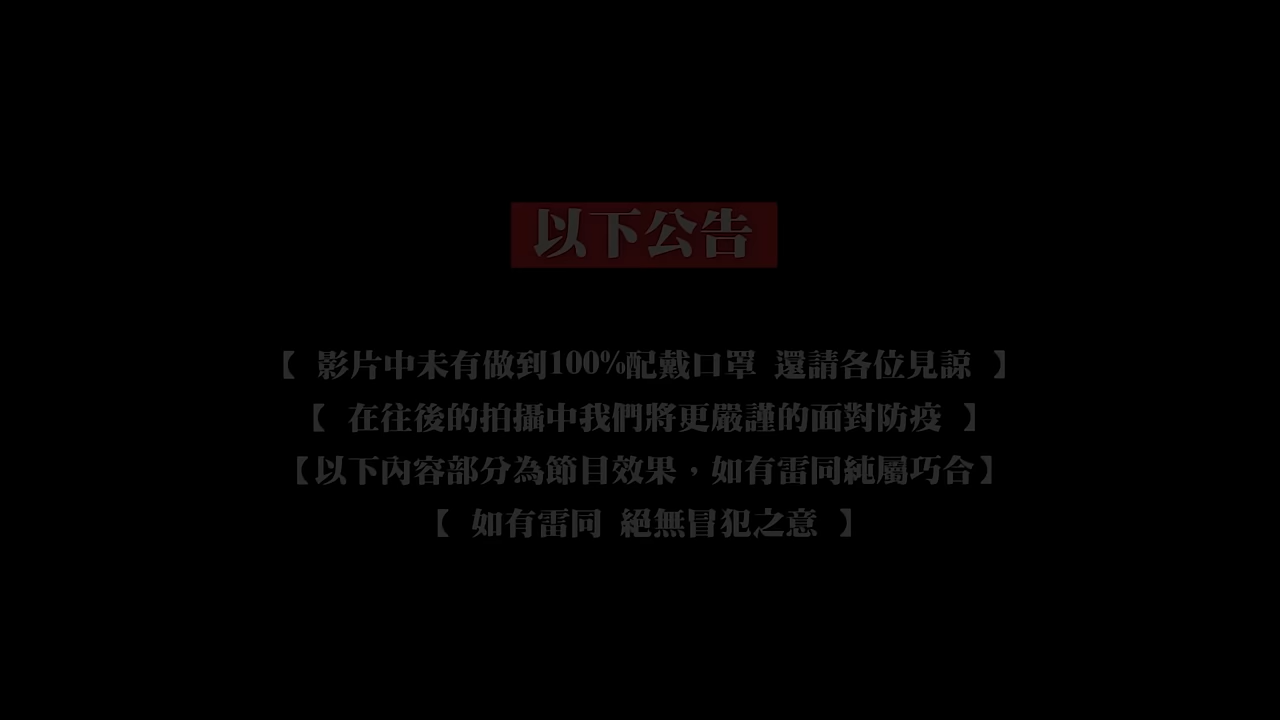 以下公告
【 影片中未有做到100%配戴口罩 還請各位見諒 】
【 在往後的拍攝中我們將更嚴謹的面對防疫 】
【以下內容部分為節目效果，如有雷同純屬巧合】
【 如有雷同 絕無冒犯之意 】